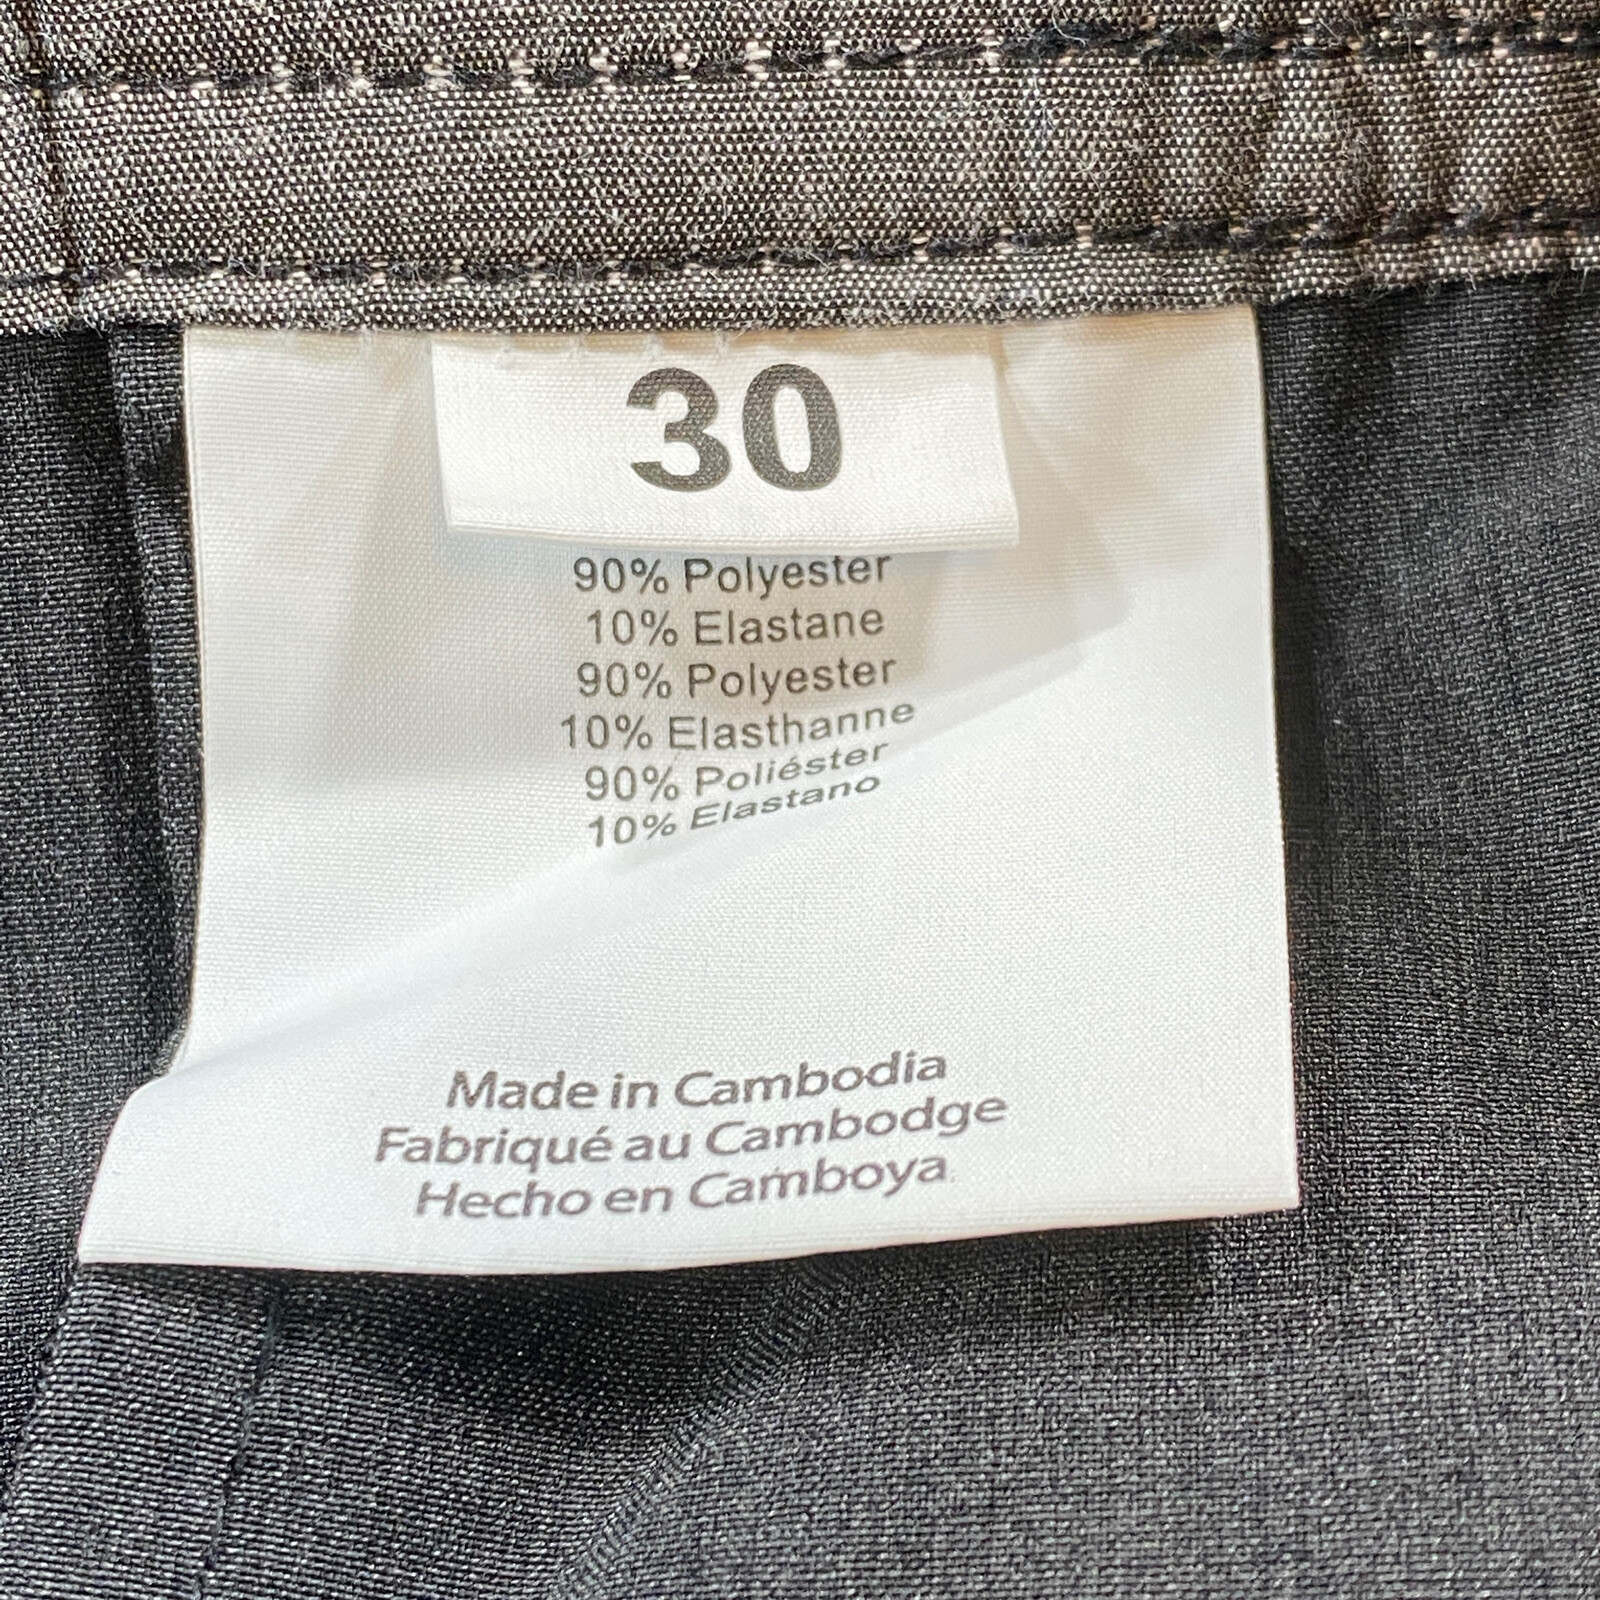 30
90% Polyester
10% Elastane
90% Polyester
10% Elasthanne
90% Poliéster
10% Elastano
Made in Cambodia
Fabriqué au Cambodge
Hecho en Camboya